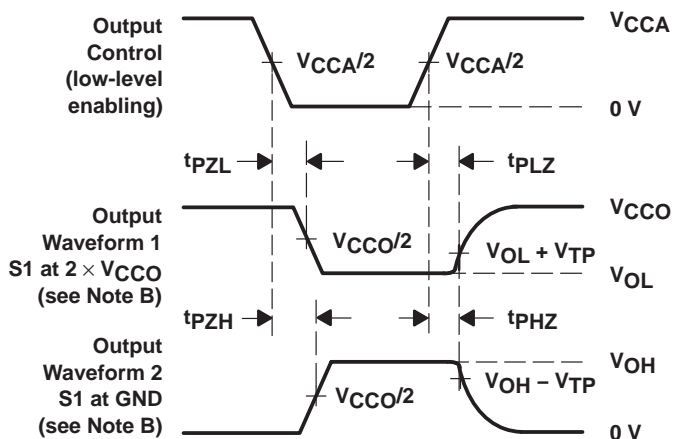 Output
Control
(low-level
enabling)
VCCA/2
VCCA/2
VCCA
0 V
tPZL
tPLZ
Output
Waveform 1
S1 at 2 × VCCO
(see Note B)
VCCO/2
VCCO
VOL + VTP
VOL
tPZH
tPHZ
Output
Waveform 2
S1 at GND
(see Note B)
VCCO/2
VOH
VOH − VTP
0 V